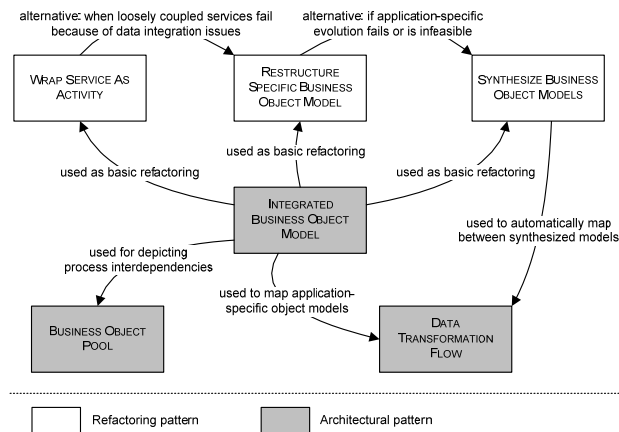 alternative: when loosely coupled services fail
because of data integration issues
alternative: if application-specific
evolution fails or is infeasible
WRAP SERVICE AS
ACTIVITY
RESTRUCTURE
SPECIFIC BUSINESS
OBJECT MODEL
SYNTHESIZE BUSINESS
OBJECT MODELS
used as basic refactoring
used as basic refactoring
used as basic refactoring
INTEGRATED
BUSINESS OBJECT
MODEL
used to automatically map
between synthesized models
used for depicting
process interdependencies
used to map application-
specific object models
BUSINESS OBJECT
POOL
DATA
TRANSFORMATION
FLOW
Refactoring pattern
Architectural pattern